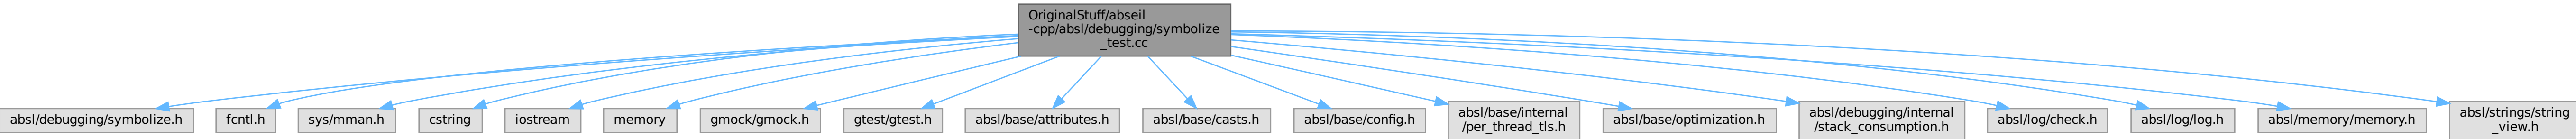 OriginalStuff/abseil
-cpp/absl/debugging/symbolize
_test.cc
absl/debugging/symbolize.h
fcntl.h
sys/mman.h
cstring
iostream
memory
gmock/gmock.h
gtest/gtest.h
absl/base/attributes.h
absl/base/casts.h
absl/base/config.h
absl/base/internal
/per_thread_tls.h
absl/base/optimization.h
absl/debugging/internal
/stack_consumption.h
absl/log/check.h
absl/log/log.h
absl/memory/memory.h
absl/strings/string
_view.h